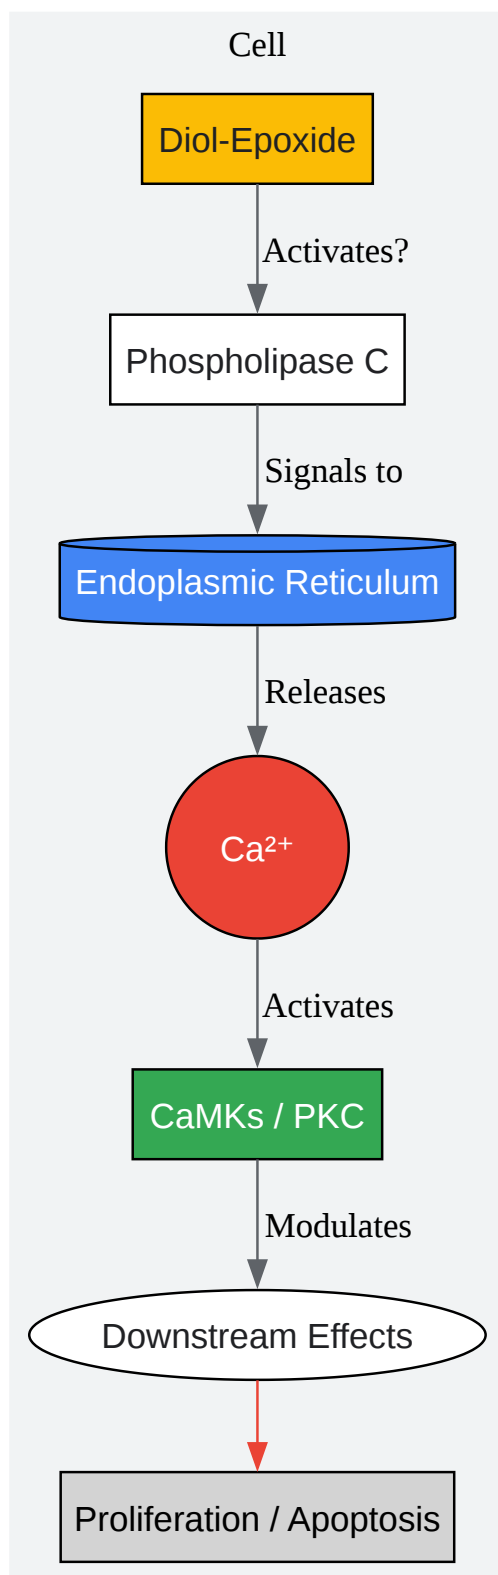 Cell
Diol-Epoxide
Activates?
Phospholipase C
Signals to
Endoplasmic Reticulum
Releases
Ca²⁺
Activates
CaMKs / PKC
Modulates
Downstream Effects
Proliferation / Apoptosis